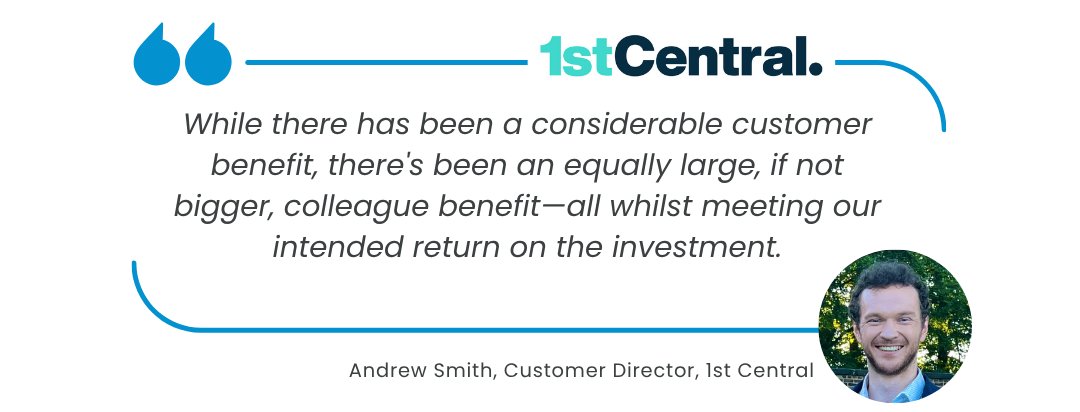 1stCentral.
While there has been a considerable customer
benefit, there's been an equally large, if not
bigger, colleague benefit—all whilst meeting our
intended return on the investment.
Andrew Smith, Customer Director, 1st Central